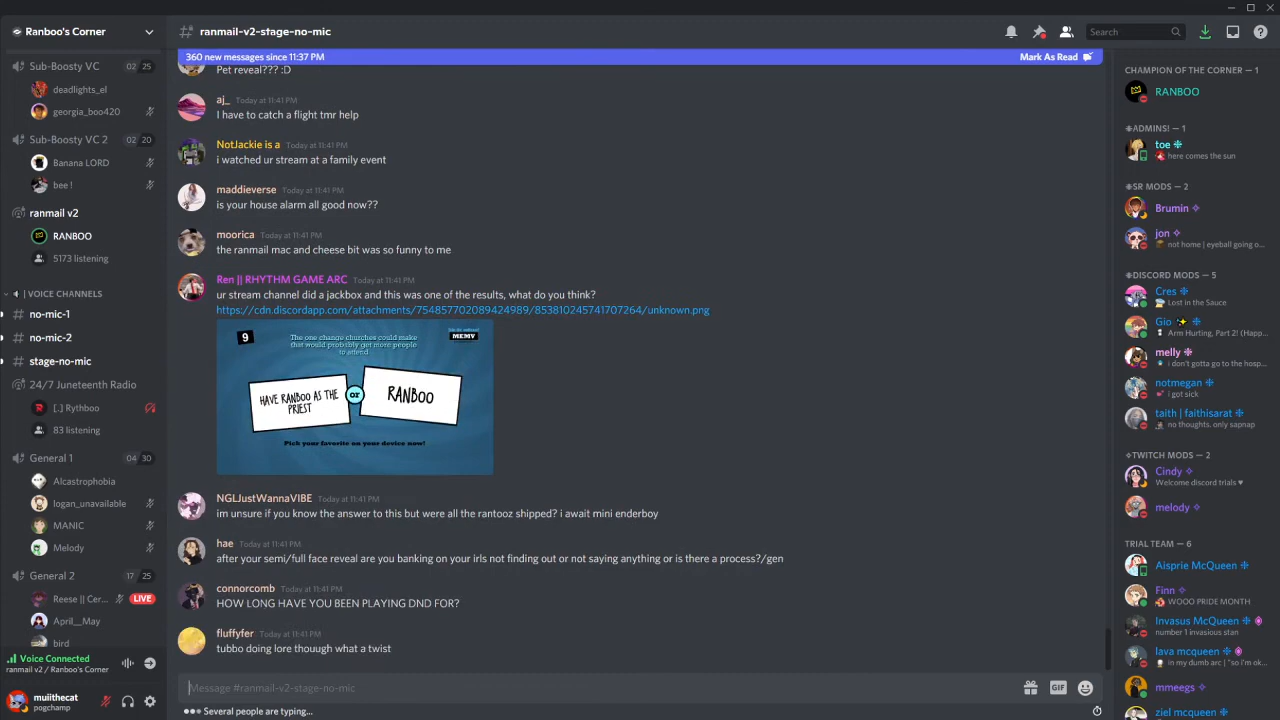 Ranboo's Corner
Sub-Boosty VC 02 25
deadlights_el
georgia_boo420
Sub-Boosty VC 2 02 20
Banana LORD
bee !
ranmail v2
RANBOO
5173 listening
| VOICE CHANNELS
no-mic-1
no-mic-2
stage-no-mic
24/7 Juneteenth Radio
[.] Rythboo
83 listening
General 1 04 30
Alcastrophobia
logan_unavailable
MANIC
Melody
General 2 17 25
Reese || Cer... LIVE
April__May
bird
Voice Connected
ranmail v2 / Ranboo's Corner
muiithecat
pogchamp
ranmail-v2-stage-no-mic
Search
360 new messages since 11:37 PM Mark As Read
Pet reveal??? :D
aj_ Today at 11:41 PM
I have to catch a flight tmr help
NotJackie is a Today at 11:41 PM
i watched ur stream at a family event
maddieverse Today at 11:41 PM
is your house alarm all good now??
moorica Today at 11:41 PM
the ranmail mac and cheese bit was so funny to me
Ren || RHYTHM GAME ARC Today at 11:41 PM
ur stream channel did a jackbox and this was one of the results, what do you think?
https://cdn.discordapp.com/attachments/754857702089424989/853810245741707264/unknown.png
9
The one change churches could make
that would probably get more people
to attend
MEMV
HAVE RANBOO AS THE
PRIEST
or
RANBOO
Pick your favorite on your device now!
NGLJustWannaVIBE Today at 11:41 PM
im unsure if you know the answer to this but were all the rantooz shipped? i await mini enderboy
hae Today at 11:41 PM
after your semi/full face reveal are you banking on your irls not finding out or not saying anything or is there a process?/gen
connorcomb Today at 11:41 PM
HOW LONG HAVE YOU BEEN PLAYING DND FOR?
fluffyfer Today at 11:41 PM
tubbo doing lore thouugh what a twist
Message #ranmail-v2-stage-no-mic
GIF
Several people are typing...
CHAMPION OF THE CORNER — 1
RANBOO
ADMINS! — 1
toe
here comes the sun
SR MODS — 2
Brumin
jon
not home | eyeball going o...
DISCORD MODS — 5
Cres
Lost in the Sauce
Gio
Arm Hurting, Part 2! (Hap...
melly
i don't gotta go to the hosp...
notmegan
i got sick
taith | faithisarat
no thoughts. only sapnap
TWITCH MODS — 2
Cindy
Welcome discord trials ♥
melody
TRIAL TEAM — 6
Aisprie McQueen
Finn
WOOO PRIDE MONTH
Invasus McQueen
number 1 invasious stan
lava mcqueen
in my dumb arc | "so i'm ok...
mmeegs
ziel mcqueen